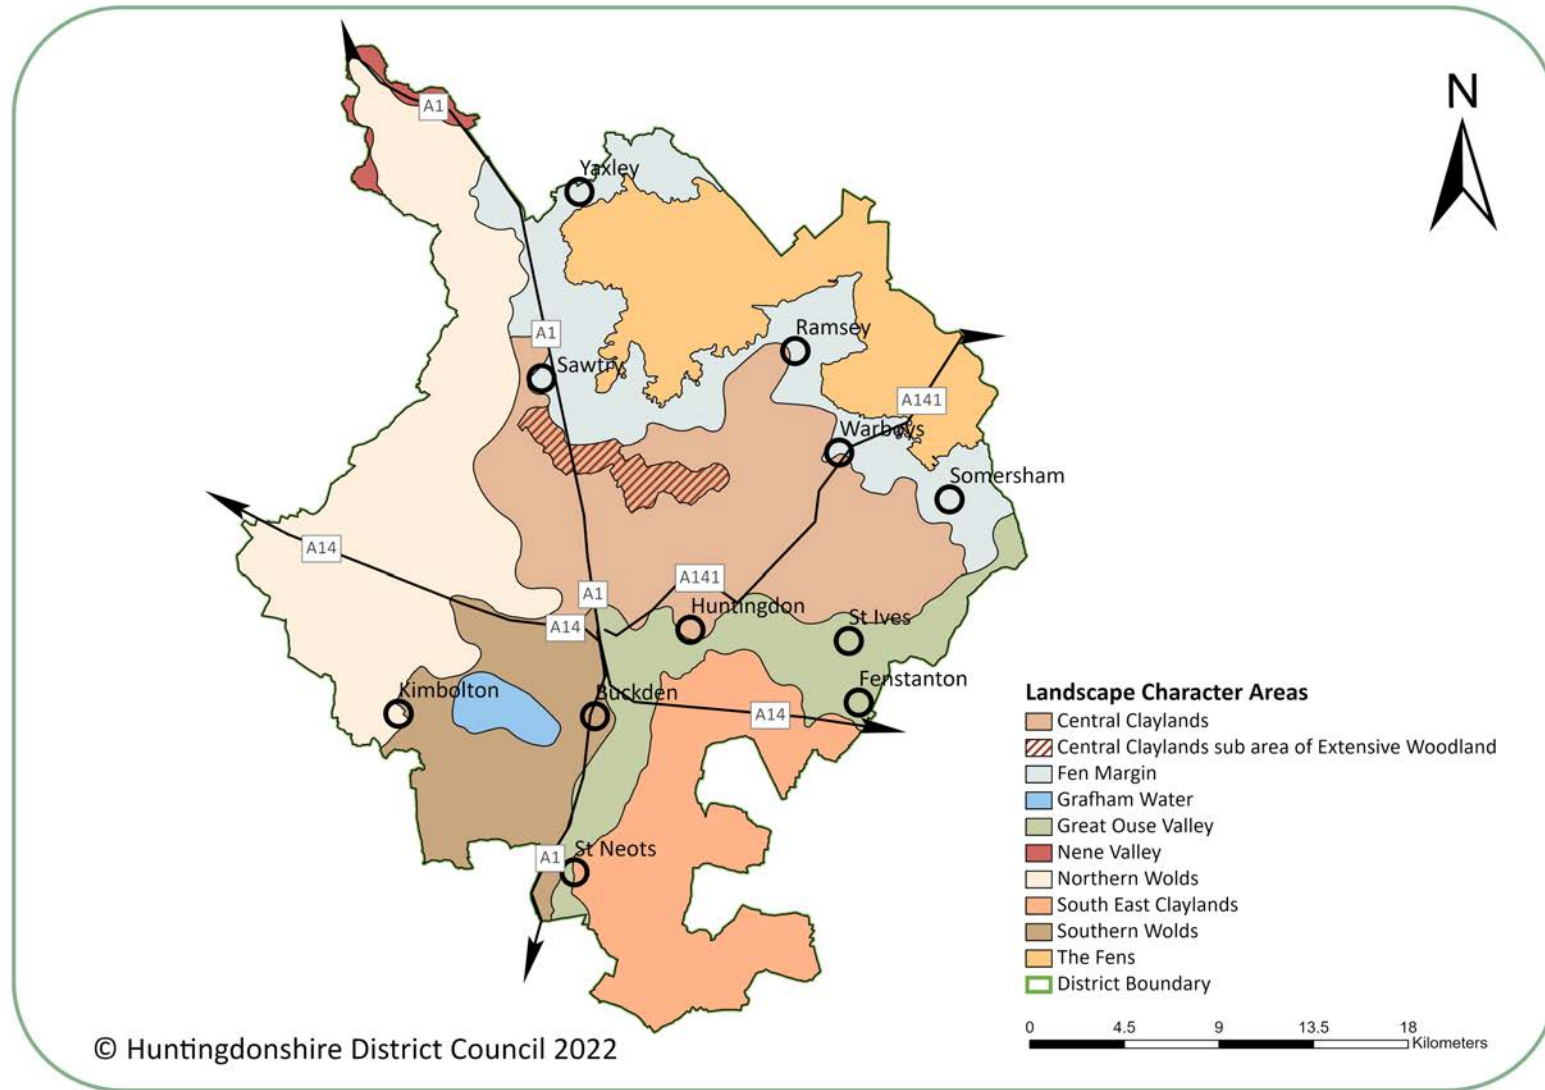 A1
N
Yaxley
A1
Ramsey
Sawtry
A141
Warboys
Somersham
A14
A141
A1
Huntingdon
St Ives
A14
Kimbolton
Buckden
Fenstanton
A14
St Neots
A1
Landscape Character Areas
Central Claylands
Central Claylands sub area of Extensive Woodland
Fen Margin
Grafham Water
Great Ouse Valley
Nene Valley
Northern Wolds
South East Claylands
Southern Wolds
The Fens
District Boundary
0 4.5 9 13.5 18
Kilometers
© Huntingdonshire District Council 2022